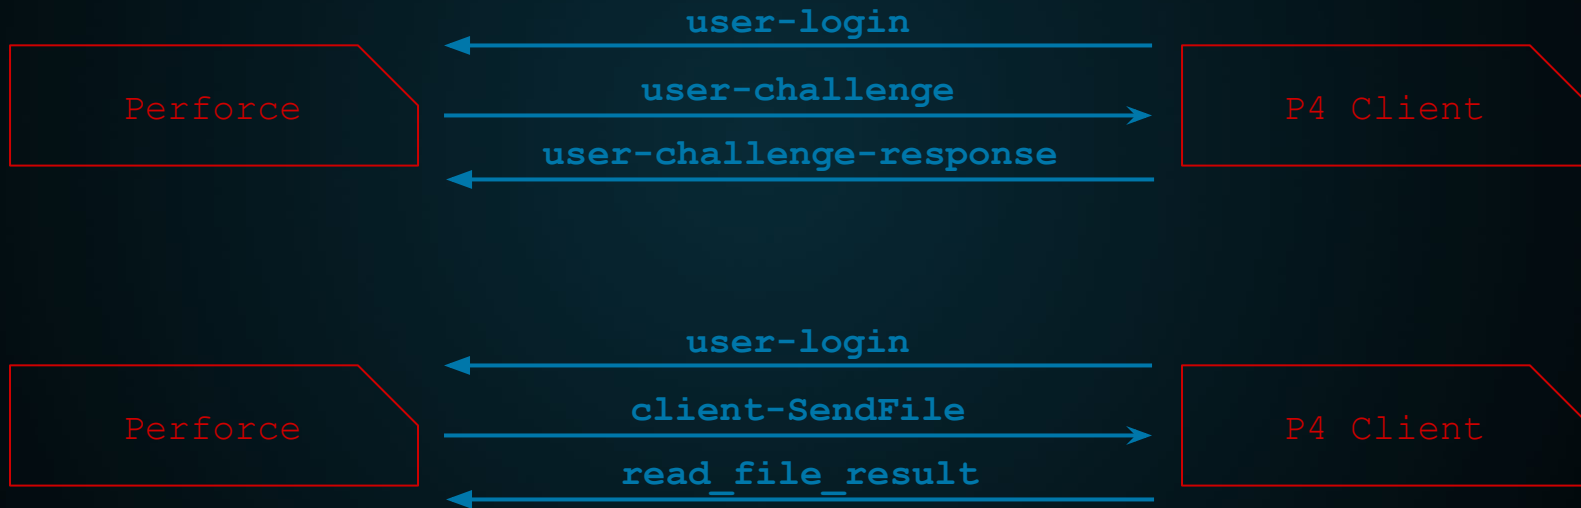 user-login
Perforce
user-challenge
P4 Client
user-challenge-response
user-login
Perforce
client-SendFile
P4 Client
read_file_result